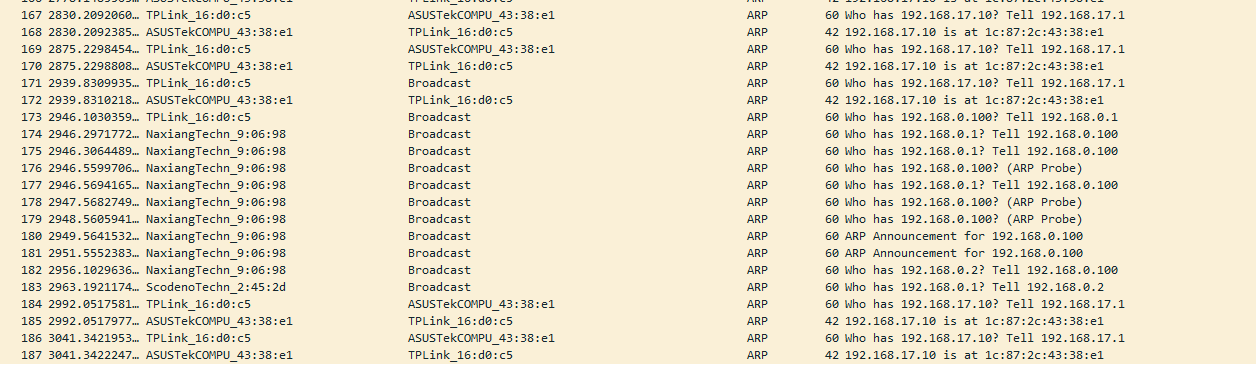 167 2830.2092060… TPLink_16:d0:c5 ASUSTekCOMPU_43:38:e1 ARP 60 Who has 192.168.17.10? Tell 192.168.17.1
168 2830.2092385… ASUSTekCOMPU_43:38:e1 TPLink_16:d0:c5 ARP 42 192.168.17.10 is at 1c:87:2c:43:38:e1
169 2875.2298454… TPLink_16:d0:c5 ASUSTekCOMPU_43:38:e1 ARP 60 Who has 192.168.17.10? Tell 192.168.17.1
170 2875.2298808… ASUSTekCOMPU_43:38:e1 TPLink_16:d0:c5 ARP 42 192.168.17.10 is at 1c:87:2c:43:38:e1
171 2939.8309935… TPLink_16:d0:c5 Broadcast ARP 60 Who has 192.168.17.10? Tell 192.168.17.1
172 2939.8310218… ASUSTekCOMPU_43:38:e1 TPLink_16:d0:c5 ARP 42 192.168.17.10 is at 1c:87:2c:43:38:e1
173 2946.1030359… TPLink_16:d0:c5 Broadcast ARP 60 Who has 192.168.0.100? Tell 192.168.0.1
174 2946.2971772… NaxiangTechn_9:06:98 Broadcast ARP 60 Who has 192.168.0.1? Tell 192.168.0.100
175 2946.3064489… NaxiangTechn_9:06:98 Broadcast ARP 60 Who has 192.168.0.1? Tell 192.168.0.100
176 2946.5599706… NaxiangTechn_9:06:98 Broadcast ARP 60 Who has 192.168.0.100? (ARP Probe)
177 2946.5694165… NaxiangTechn_9:06:98 Broadcast ARP 60 Who has 192.168.0.1? Tell 192.168.0.100
178 2947.5682749… NaxiangTechn_9:06:98 Broadcast ARP 60 Who has 192.168.0.100? (ARP Probe)
179 2948.5605941… NaxiangTechn_9:06:98 Broadcast ARP 60 Who has 192.168.0.100? (ARP Probe)
180 2949.5641532… NaxiangTechn_9:06:98 Broadcast ARP 60 ARP Announcement for 192.168.0.100
181 2951.5552383… NaxiangTechn_9:06:98 Broadcast ARP 60 ARP Announcement for 192.168.0.100
182 2956.1029636… NaxiangTechn_9:06:98 Broadcast ARP 60 Who has 192.168.0.2? Tell 192.168.0.100
183 2963.1921174… ScodenoTechn_2:45:2d Broadcast ARP 60 Who has 192.168.0.1? Tell 192.168.0.2
184 2992.0517581… TPLink_16:d0:c5 ASUSTekCOMPU_43:38:e1 ARP 60 Who has 192.168.17.10? Tell 192.168.17.1
185 2992.0517977… ASUSTekCOMPU_43:38:e1 TPLink_16:d0:c5 ARP 42 192.168.17.10 is at 1c:87:2c:43:38:e1
186 3041.3421953… TPLink_16:d0:c5 ASUSTekCOMPU_43:38:e1 ARP 60 Who has 192.168.17.10? Tell 192.168.17.1
187 3041.3422247… ASUSTekCOMPU_43:38:e1 TPLink_16:d0:c5 ARP 42 192.168.17.10 is at 1c:87:2c:43:38:e1